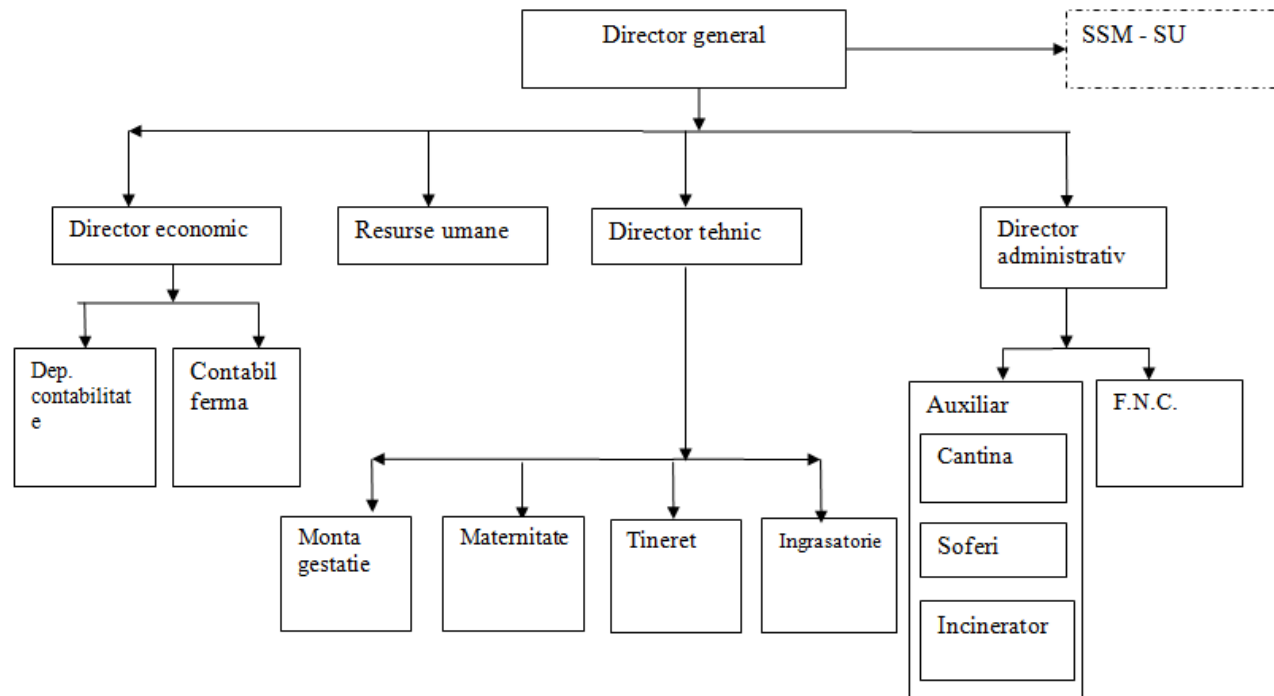 Director general
SSM - SU
Director economic
Resurse umane
Director tehnic
Director
administrativ
Dep.
contabilitat
e
Contabil
ferma
Auxiliar
F.N.C.
Cantina
Soferi
Incinerator
Monta
gestatie
Maternitate
Tineret
Ingrasatorie